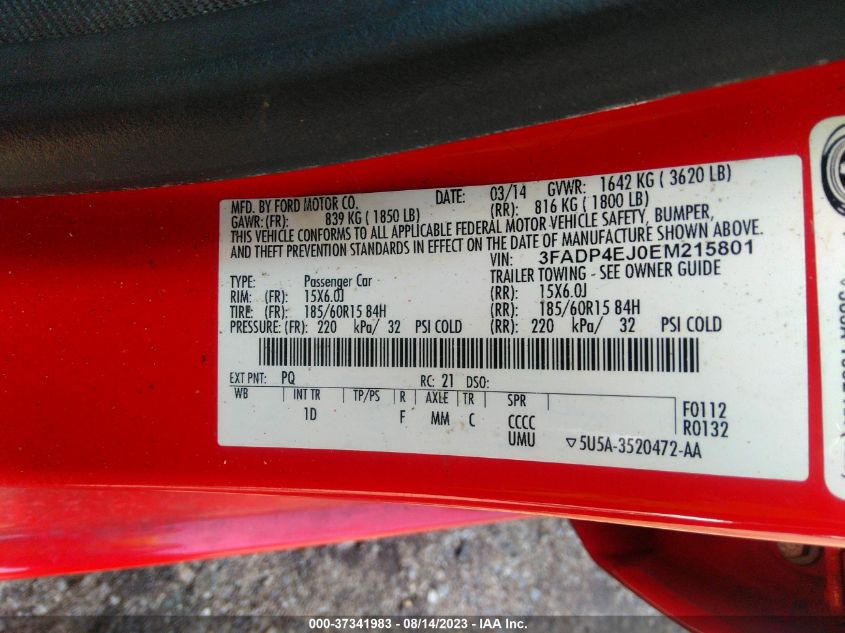 MFD. BY FORD MOTOR CO. DATE: 03/14 GVWR: 1642 KG ( 3620 LB)
GAWR: (FR): 839 KG ( 1850 LB) (RR): 816 KG ( 1800 LB)
THIS VEHICLE CONFORMS TO ALL APPLICABLE FEDERAL MOTOR VEHICLE SAFETY, BUMPER,
AND THEFT PREVENTION STANDARDS IN EFFECT ON THE DATE OF MANUFACTURE SHOWN ABOVE.
VIN: 3FADP4EJ0EM215801
TYPE: Passenger Car TRAILER TOWING - SEE OWNER GUIDE
RIM: (FR): 15X6.0J (RR): 15X6.0J
TIRE: (FR): 185/60R15 84H (RR): 185/60R15 84H
PRESSURE: (FR): 220 kPa/ 32 PSI COLD (RR): 220 kPa/ 32 PSI COLD
EXT PNT: PQ RC: 21 DSO:
WB INT TR TP/PS R AXLE TR SPR
1D F MM C CCCC F0112
UMU R0132
▽5U5A-3520472-AA
000-37341983 - 08/14/2023 - IAA Inc.